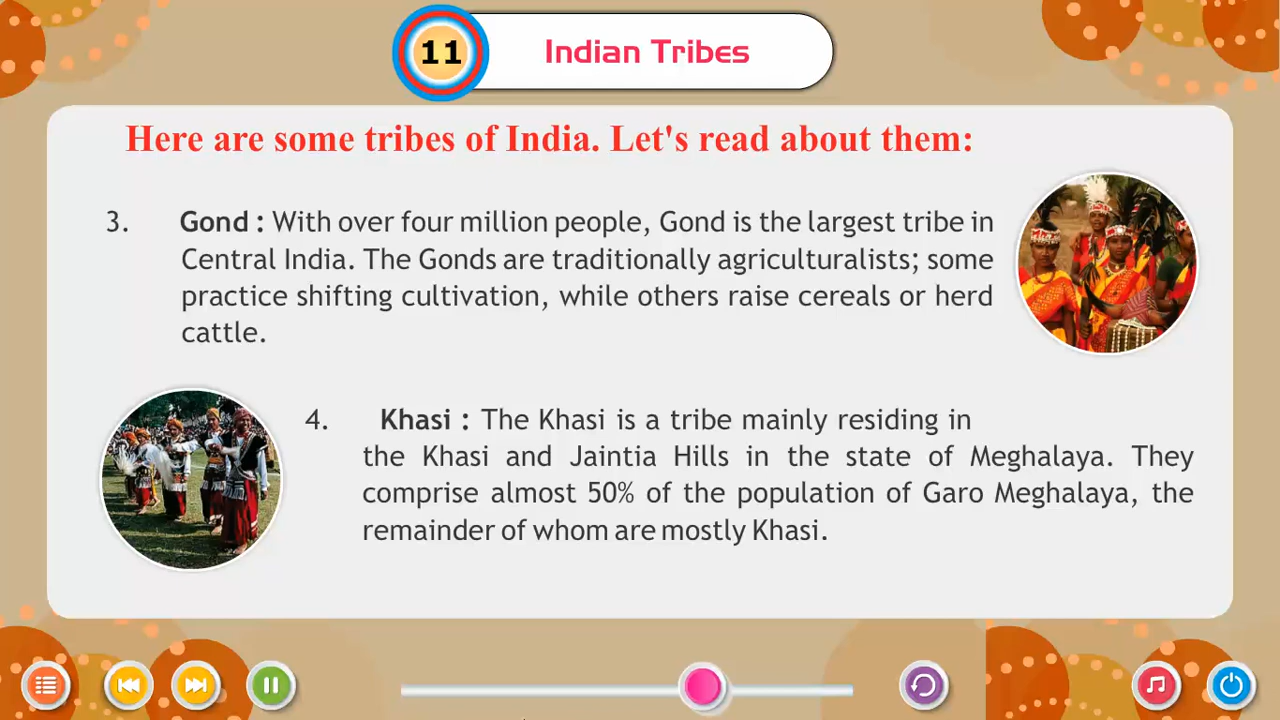 11
Indian Tribes
Here are some tribes of India. Let's read about them:
3. Gond : With over four million people, Gond is the largest tribe in
Central India. The Gonds are traditionally agriculturalists; some
practice shifting cultivation, while others raise cereals or herd
cattle.
4. Khasi : The Khasi is a tribe mainly residing in
the Khasi and Jaintia Hills in the state of Meghalaya. They
comprise almost 50% of the population of Garo Meghalaya, the
remainder of whom are mostly Khasi.